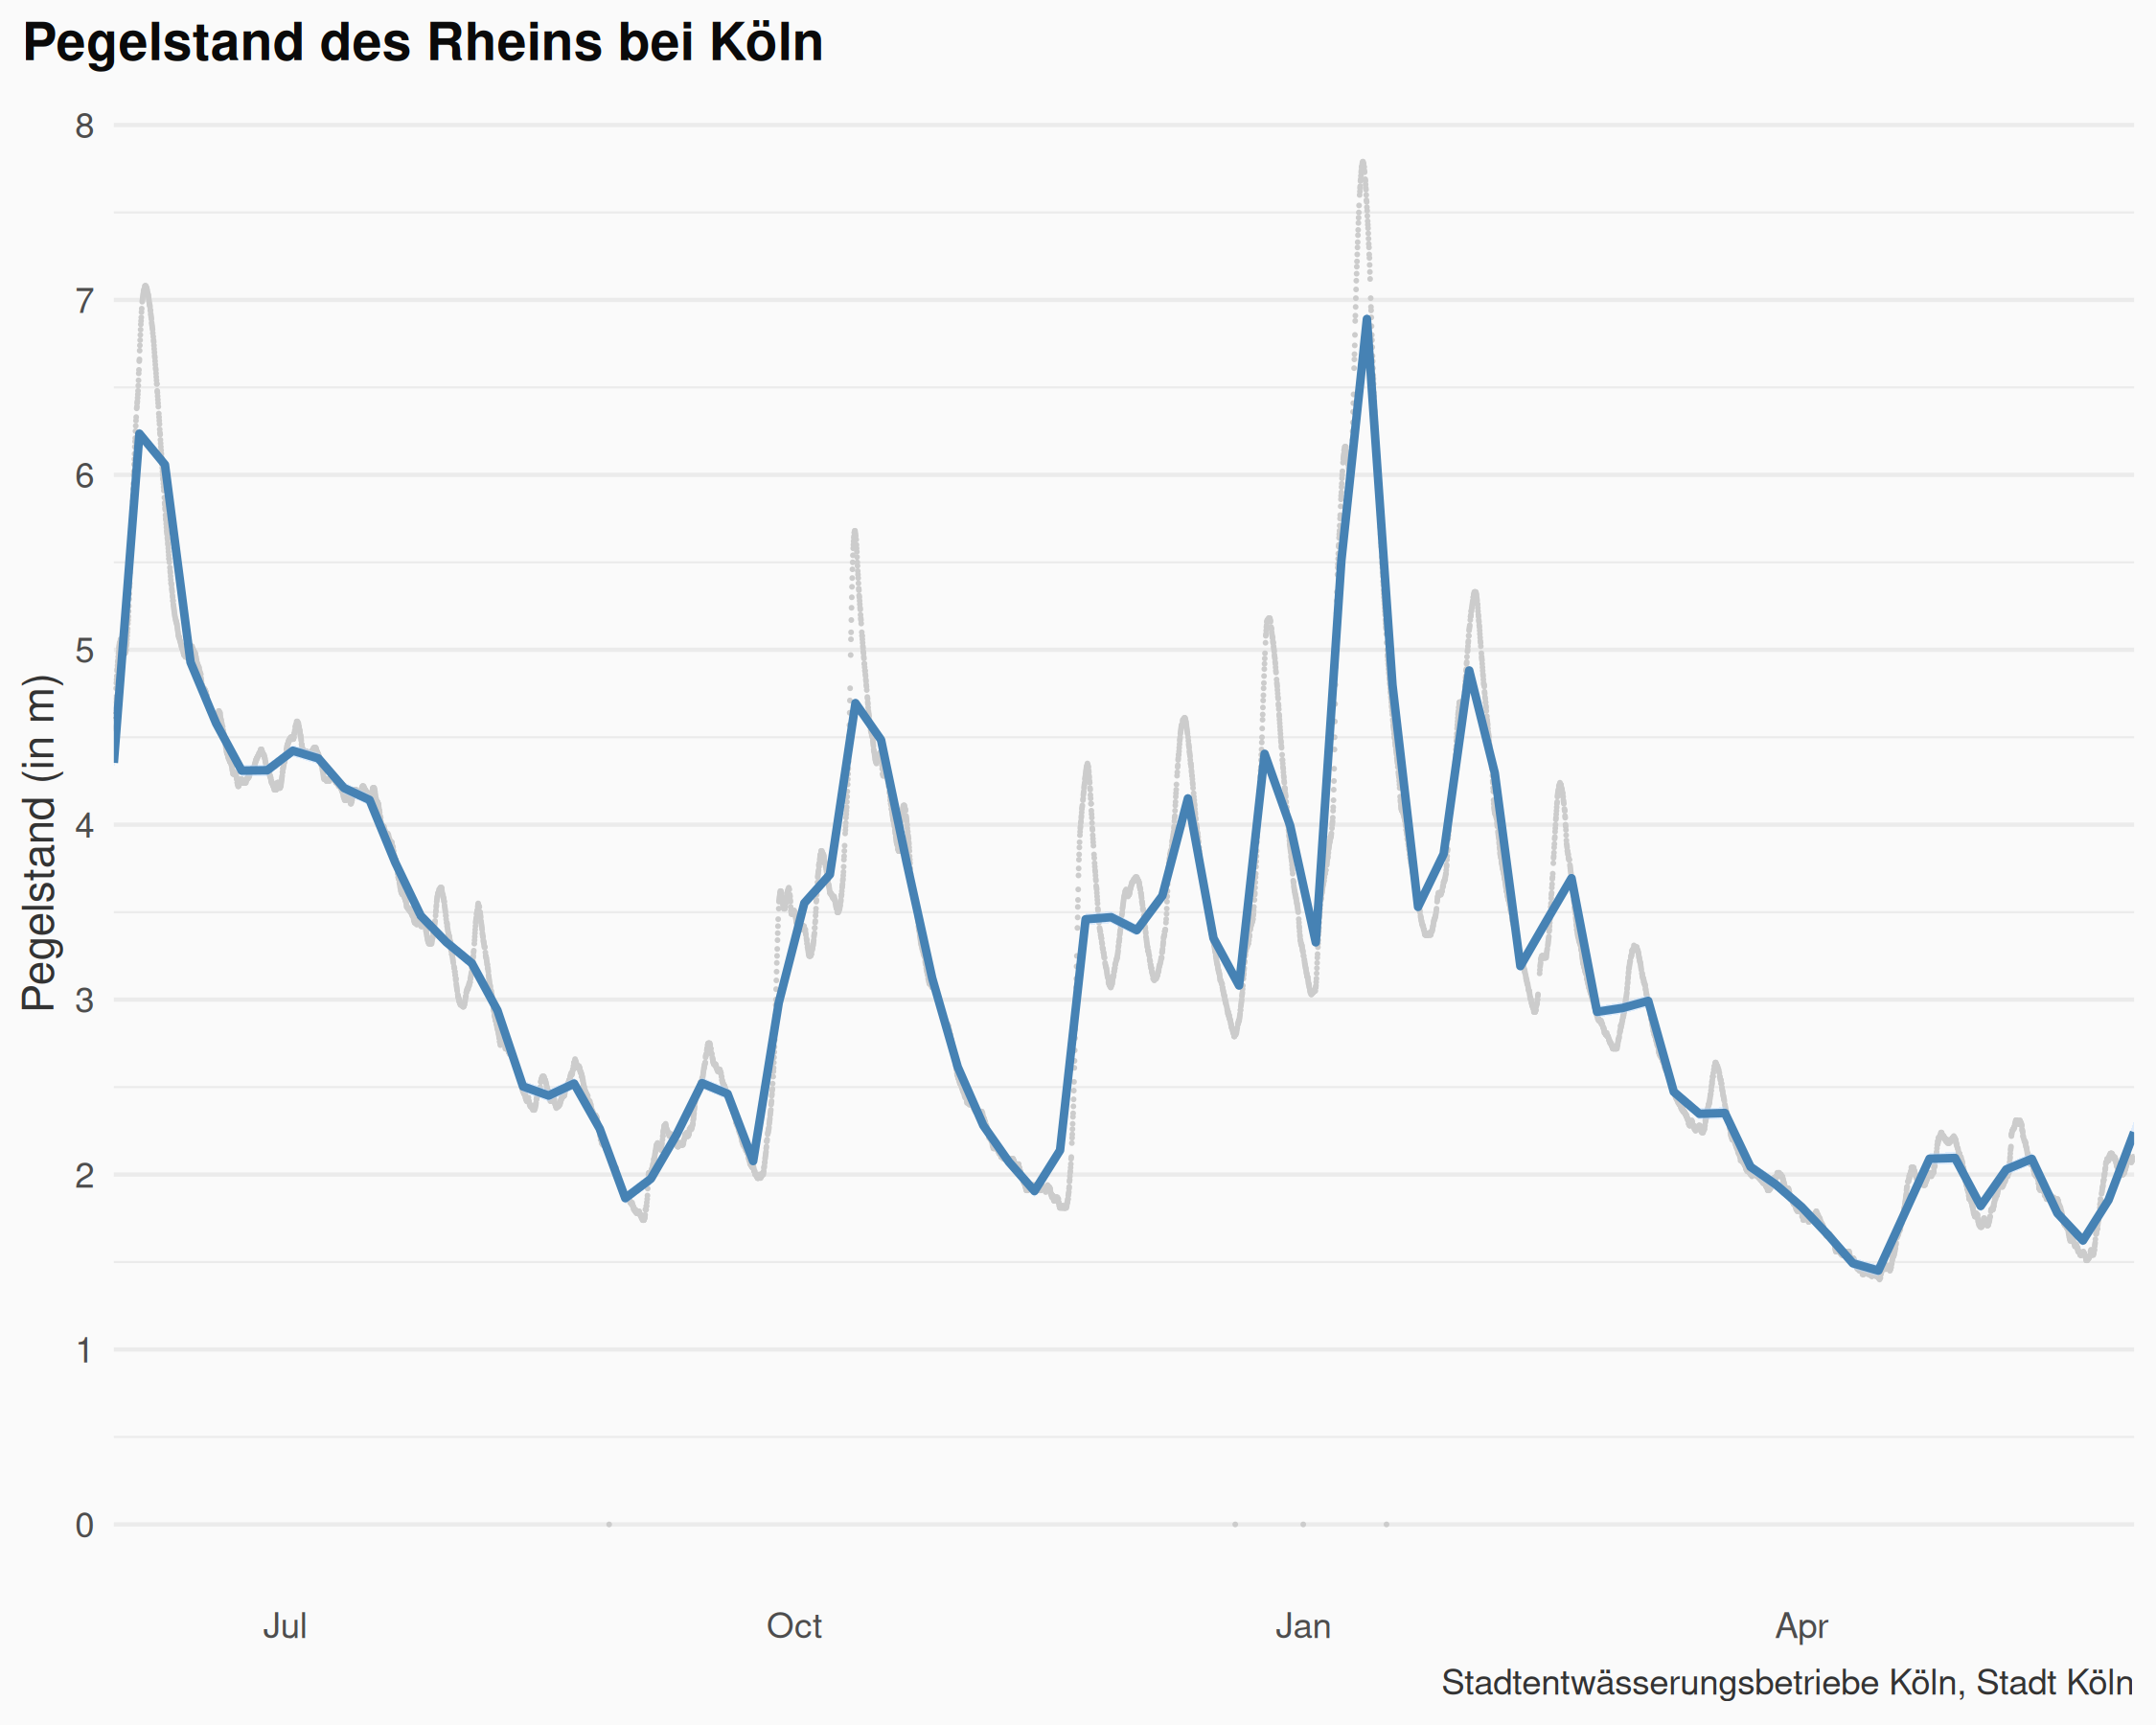 Pegelstand des Rheins bei Köln
Pegelstand (in m)
8
7
6
5
4
3
2
1
0
Jul Oct Jan Apr
Stadtentwässerungsbetriebe Köln, Stadt Köln